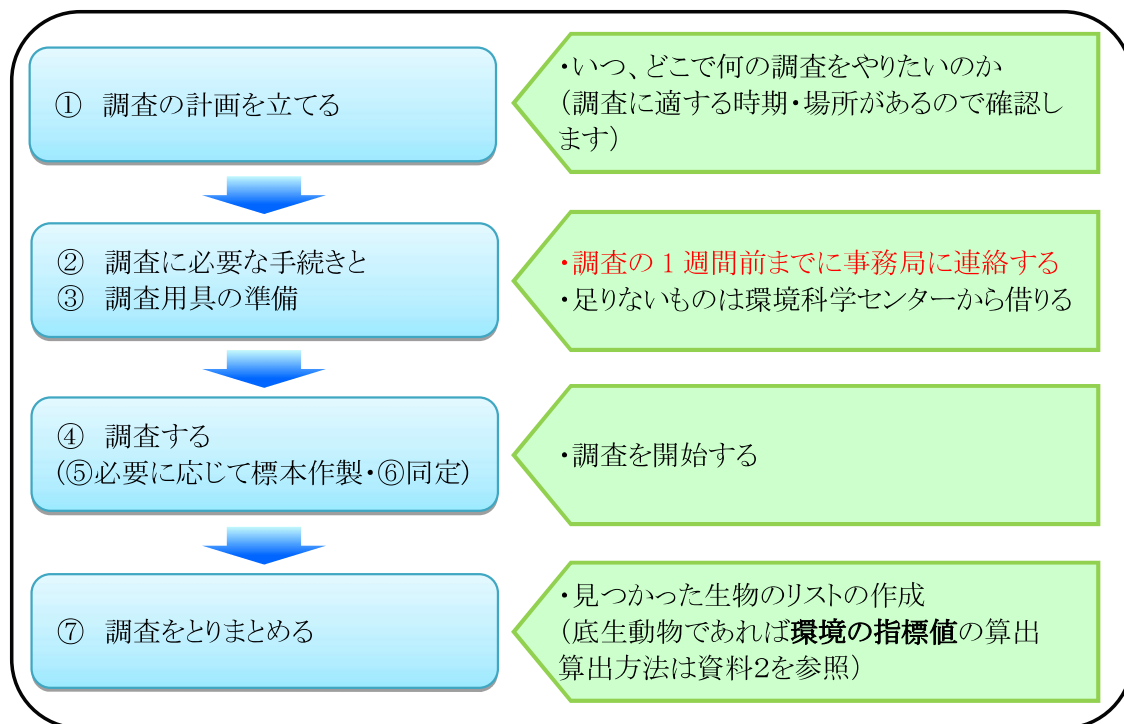 ① 調査の計画を立てる
・いつ、どこで何の調査をやりたいのか
(調査に適する時期・場所があるので確認し
ます)
② 調査に必要な手続きと
③ 調査用具の準備
・調査の1週間前までに事務局に連絡する
・足りないものは環境科学センターから借りる
④ 調査する
(⑤必要に応じて標本作製・⑥同定)
・調査を開始する
⑦ 調査をとりまとめる
・見つかった生物のリストの作成
(底生動物であれば環境の指標値の算出
算出方法は資料2を参照)